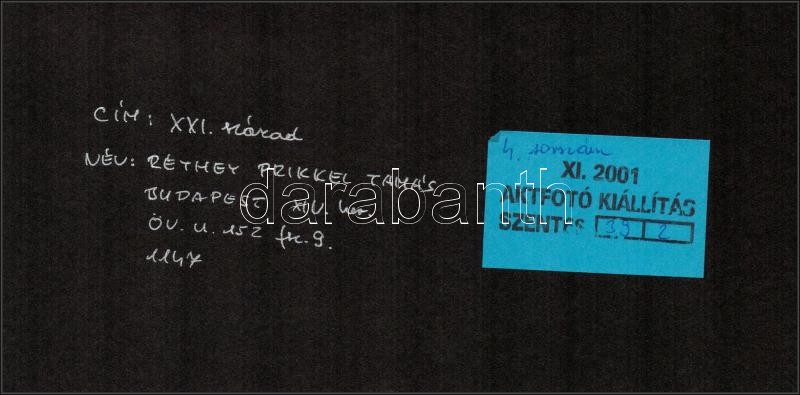 CÍM: XXI. század
NÉV: RÉTHEY PRIKKEL TAMÁS
BUDAPEST XIV. ker
ÖV. u. 152 fsz. 9.
1147
4. sorszám
XI. 2001
AKTFOTÓ KIÁLLÍTÁS
SZENTES 39 2
darabanth